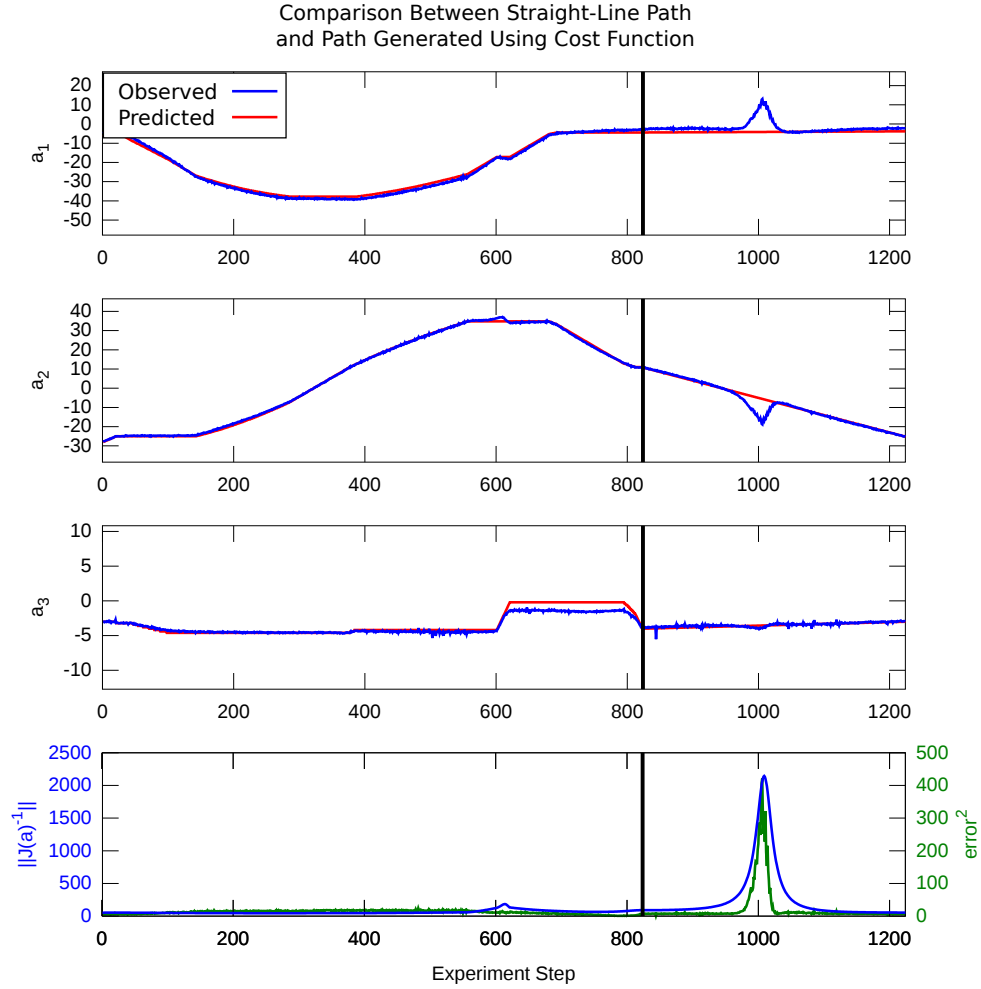 Comparison Between Straight-Line Path
and Path Generated Using Cost Function
Observed
Predicted
a1
20
10
0
-10
-20
-30
-40
-50
0 200 400 600 800 1000 1200
a2
40
30
20
10
0
-10
-20
-30
0 200 400 600 800 1000 1200
a3
10
5
0
-5
-10
0 200 400 600 800 1000 1200
||J(a)^-1||
2500
2000
1500
1000
500
0
500
400
300
200
100
0
error^2
0 200 400 600 800 1000 1200
Experiment Step